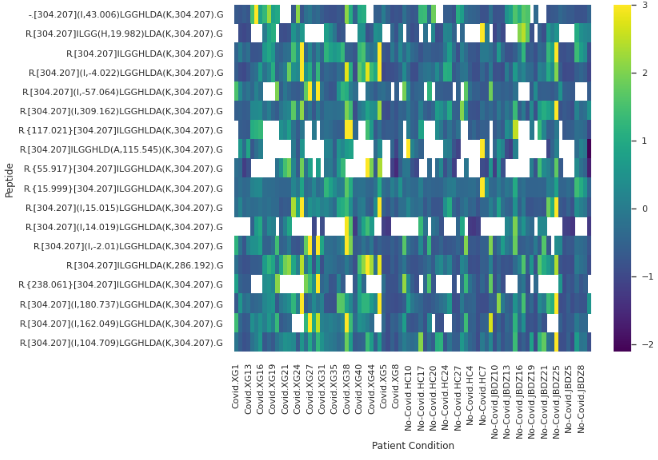 Peptide
-.[304.207](I,43.006)LGGHLDA(K,304.207).G
R.[304.207]ILGG(H,19.982)LDA(K,304.207).G
R.[304.207]ILGGHLDA(K,304.207).G
R.[304.207](I,-4.022)LGGHLDA(K,304.207).G
R.[304.207](I,-57.064)LGGHLDA(K,304.207).G
R.[304.207](I,309.162)LGGHLDA(K,304.207).G
R.{117.021}[304.207]ILGGHLDA(K,304.207).G
R.[304.207]ILGGHLD(A,115.545)(K,304.207).G
R.{55.917}[304.207]ILGGHLDA(K,304.207).G
R.{15.999}[304.207]ILGGHLDA(K,304.207).G
R.[304.207](I,15.015)LGGHLDA(K,304.207).G
R.[304.207](I,14.019)LGGHLDA(K,304.207).G
R.[304.207](I,-2.01)LGGHLDA(K,304.207).G
R.[304.207]ILGGHLDA(K,286.192).G
R.{238.061}[304.207]ILGGHLDA(K,304.207).G
R.[304.207](I,180.737)LGGHLDA(K,304.207).G
R.[304.207](I,162.049)LGGHLDA(K,304.207).G
R.[304.207](I,104.709)LGGHLDA(K,304.207).G
Covid.XG1
Covid.XG13
Covid.XG16
Covid.XG19
Covid.XG21
Covid.XG24
Covid.XG27
Covid.XG31
Covid.XG35
Covid.XG38
Covid.XG40
Covid.XG44
Covid.XG5
Covid.XG8
No-Covid.HC10
No-Covid.HC17
No-Covid.HC20
No-Covid.HC24
No-Covid.HC27
No-Covid.HC4
No-Covid.HC7
No-Covid.JBDZ10
No-Covid.JBDZ13
No-Covid.JBDZ16
No-Covid.JBDZ19
No-Covid.JBDZ21
No-Covid.JBDZ25
No-Covid.JBDZ5
No-Covid.JBDZ8
Patient Condition
3
2
1
0
−1
−2